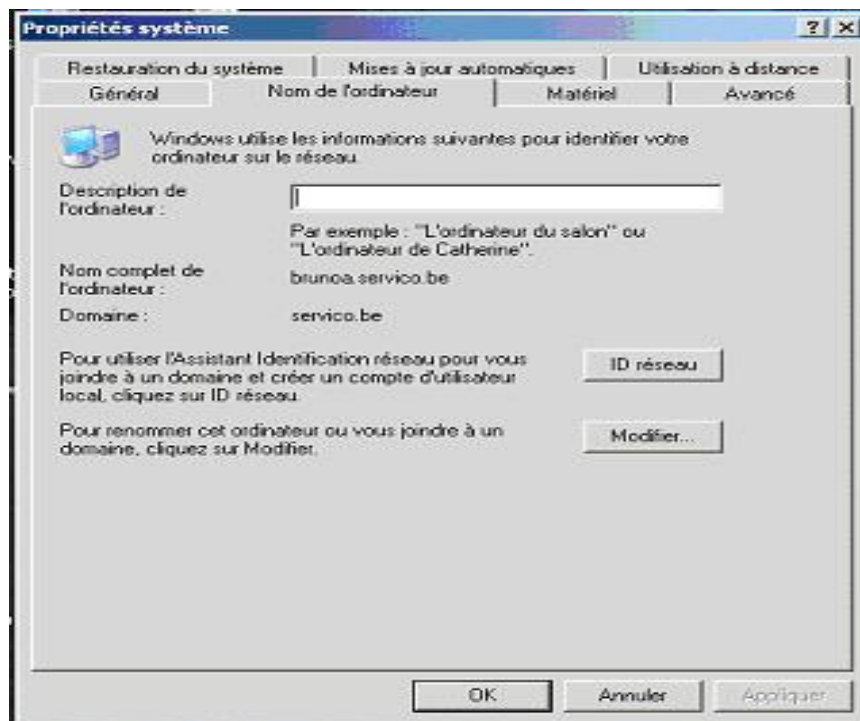 Propriétés système
Restauration du système
Mises à jour automatiques
Utilisation à distance
Général
Nom de l'ordinateur
Matériel
Avancé
Windows utilise les informations suivantes pour identifier votre
ordinateur sur le réseau.
Description de
l'ordinateur :
Par exemple : "L'ordinateur du salon" ou
"L'ordinateur de Catherine".
Nom complet de
l'ordinateur :
brunoa.servico.be
Domaine :
servico.be
Pour utiliser l'Assistant Identification réseau pour vous
joindre à un domaine et créer un compte d'utilisateur
local, cliquez sur ID réseau.
ID réseau
Pour renommer cet ordinateur ou vous joindre à un
domaine, cliquez sur Modifier.
Modifier...
OK
Annuler
Appliquer